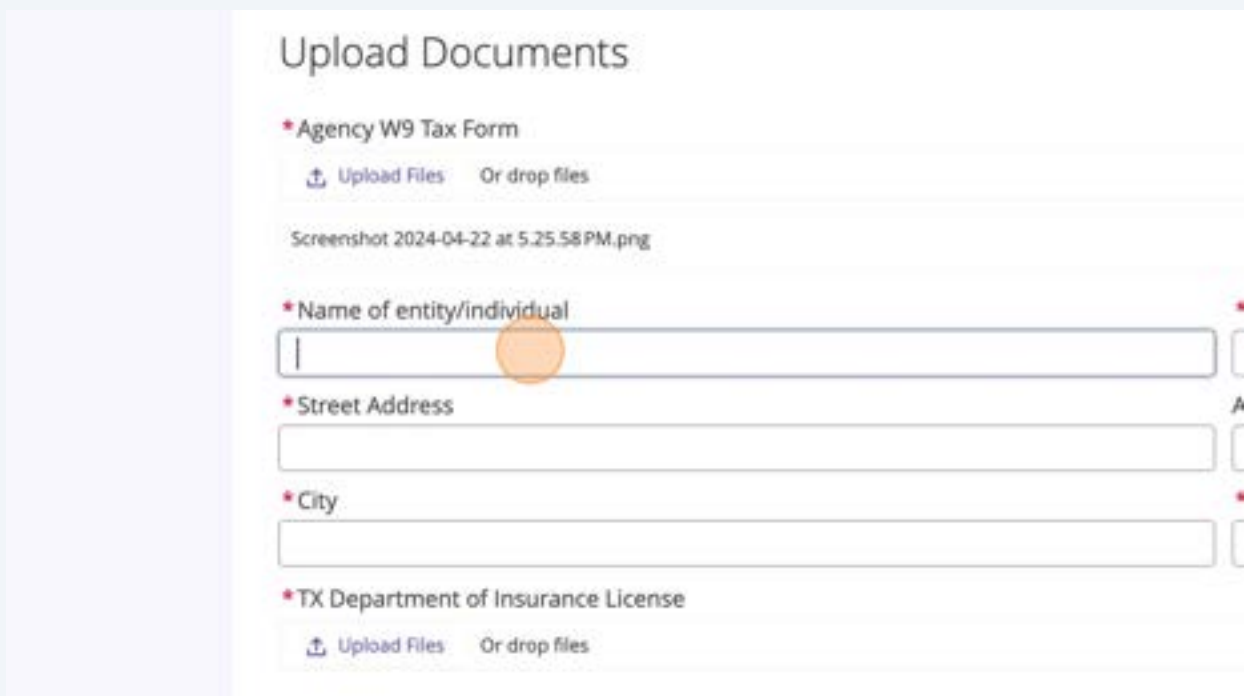 Upload Documents
*Agency W9 Tax Form
Upload Files Or drop files
Screenshot 2024-04-22 at 5.25.58 PM.png
*Name of entity/individual *
*Street Address A
*City *
*TX Department of Insurance License
Upload Files Or drop files